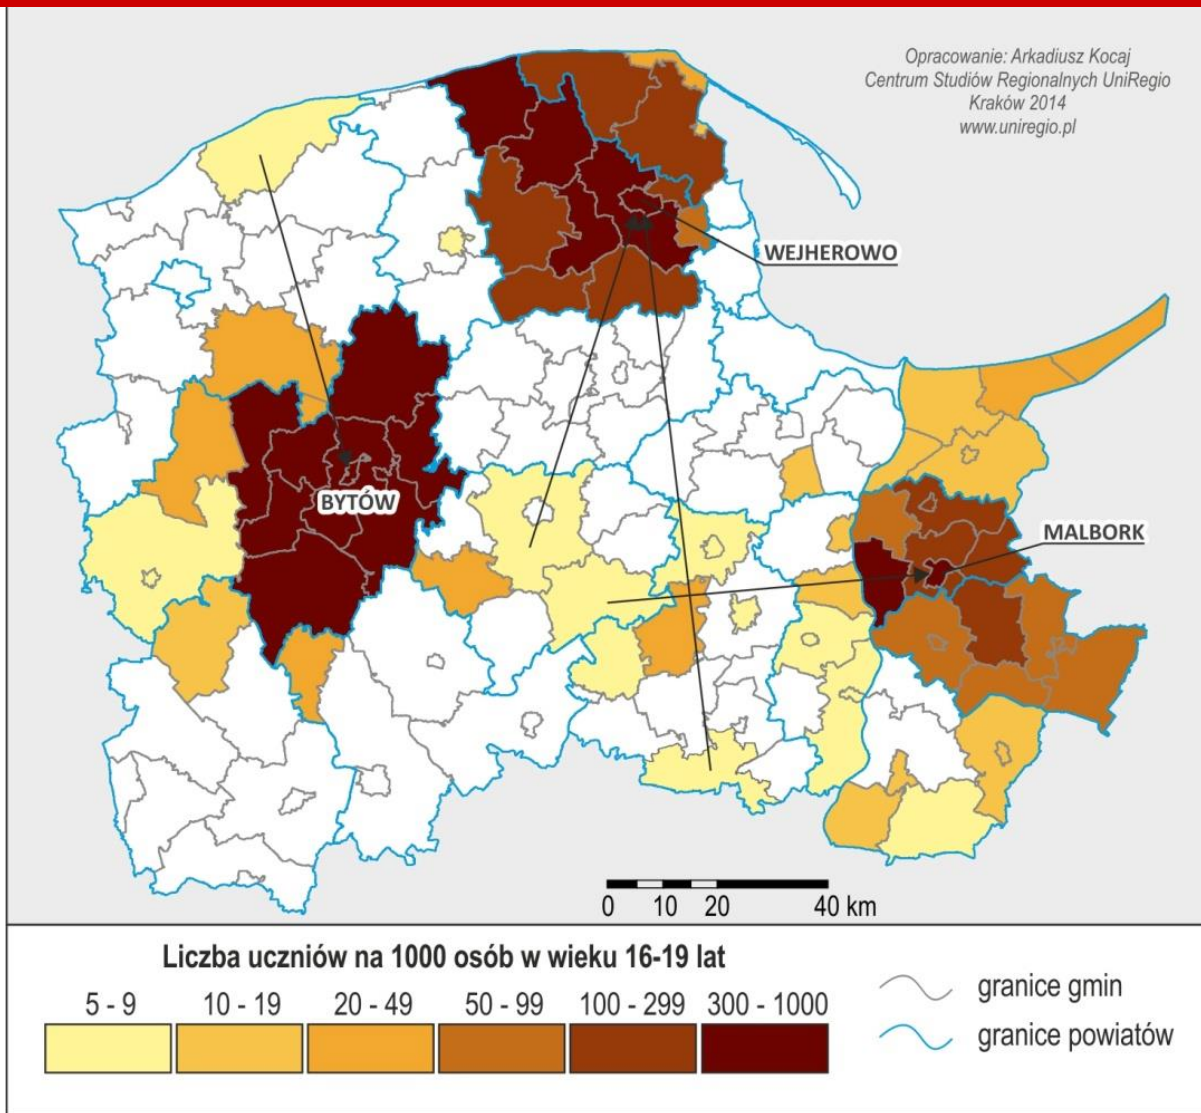 Opracowanie: Arkadiusz Kocaj
Centrum Studiów Regionalnych UniRegio
Kraków 2014
www.uniregio.pl
WEJHEROWO
BYTÓW
MALBORK
0 10 20 40 km
Liczba uczniów na 1000 osób w wieku 16-19 lat
5 - 9 10 - 19 20 - 49 50 - 99 100 - 299 300 - 1000
granice gmin
granice powiatów